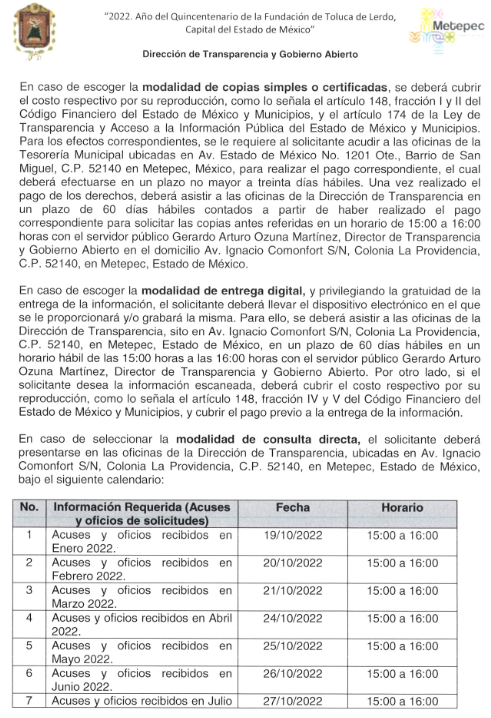 “2022. Año del Quincentenario de la Fundación de Toluca de Lerdo,
Capital del Estado de México”
Metepec
Dirección de Transparencia y Gobierno Abierto
En caso de escoger la modalidad de copias simples o certificadas, se deberá cubrir
el costo respectivo por su reproducción, como lo señala el artículo 148, fracción I y II del
Código Financiero del Estado de México y Municipios, y el artículo 174 de la Ley de
Transparencia y Acceso a la Información Pública del Estado de México y Municipios.
Para los efectos correspondientes, se le requiere al solicitante acudir a las oficinas de la
Tesorería Municipal ubicadas en Av. Estado de México No. 1201 Ote., Barrio de San
Miguel, C.P. 52140 en Metepec, México, para realizar el pago correspondiente, el cual
deberá efectuarse en un plazo no mayor a treinta días hábiles. Una vez realizado el
pago de los derechos, deberá asistir a las oficinas de la Dirección de Transparencia en
un plazo de 60 días hábiles contados a partir de haber realizado el pago
correspondiente para solicitar las copias antes referidas en un horario de 15:00 a 16:00
horas con el servidor público Gerardo Arturo Ozuna Martínez, Director de Transparencia
y Gobierno Abierto en el domicilio Av. Ignacio Comonfort S/N, Colonia La Providencia,
C.P. 52140, en Metepec, Estado de México.
En caso de escoger la modalidad de entrega digital, y privilegiando la gratuidad de la
entrega de la información, el solicitante deberá llevar el dispositivo electrónico en el que
se le proporcionará y/o grabará la misma. Para ello, se deberá asistir a las oficinas de la
Dirección de Transparencia, sito en Av. Ignacio Comonfort S/N, Colonia La Providencia,
C.P. 52140, en Metepec, Estado de México, en un plazo de 60 días hábiles en un
horario hábil de las 15:00 horas a las 16:00 horas con el servidor público Gerardo Arturo
Ozuna Martínez, Director de Transparencia y Gobierno Abierto. Por otro lado, si el
solicitante desea la información escaneada, deberá cubrir el costo respectivo por su
reproducción, como lo señala el artículo 148, fracción IV y V del Código Financiero del
Estado de México y Municipios, y cubrir el pago previo a la entrega de la información.
En caso de seleccionar la modalidad de consulta directa, el solicitante deberá
presentarse en las oficinas de la Dirección de Transparencia, ubicadas en Av. Ignacio
Comonfort S/N, Colonia La Providencia, C.P. 52140, en Metepec, Estado de México,
bajo el siguiente calendario:
No. Información Requerida (Acuses Fecha Horario
y oficios de solicitudes)
1 Acuses y oficios recibidos en 19/10/2022 15:00 a 16:00
Enero 2022.
2 Acuses y oficios recibidos en 20/10/2022 15:00 a 16:00
Febrero 2022.
3 Acuses y oficios recibidos en 21/10/2022 15:00 a 16:00
Marzo 2022.
4 Acuses y oficios recibidos en Abril 24/10/2022 15:00 a 16:00
2022.
5 Acuses y oficios recibidos en 25/10/2022 15:00 a 16:00
Mayo 2022.
6 Acuses y oficios recibidos en 26/10/2022 15:00 a 16:00
Junio 2022.
7 Acuses y oficios recibidos en Julio 27/10/2022 15:00 a 16:00